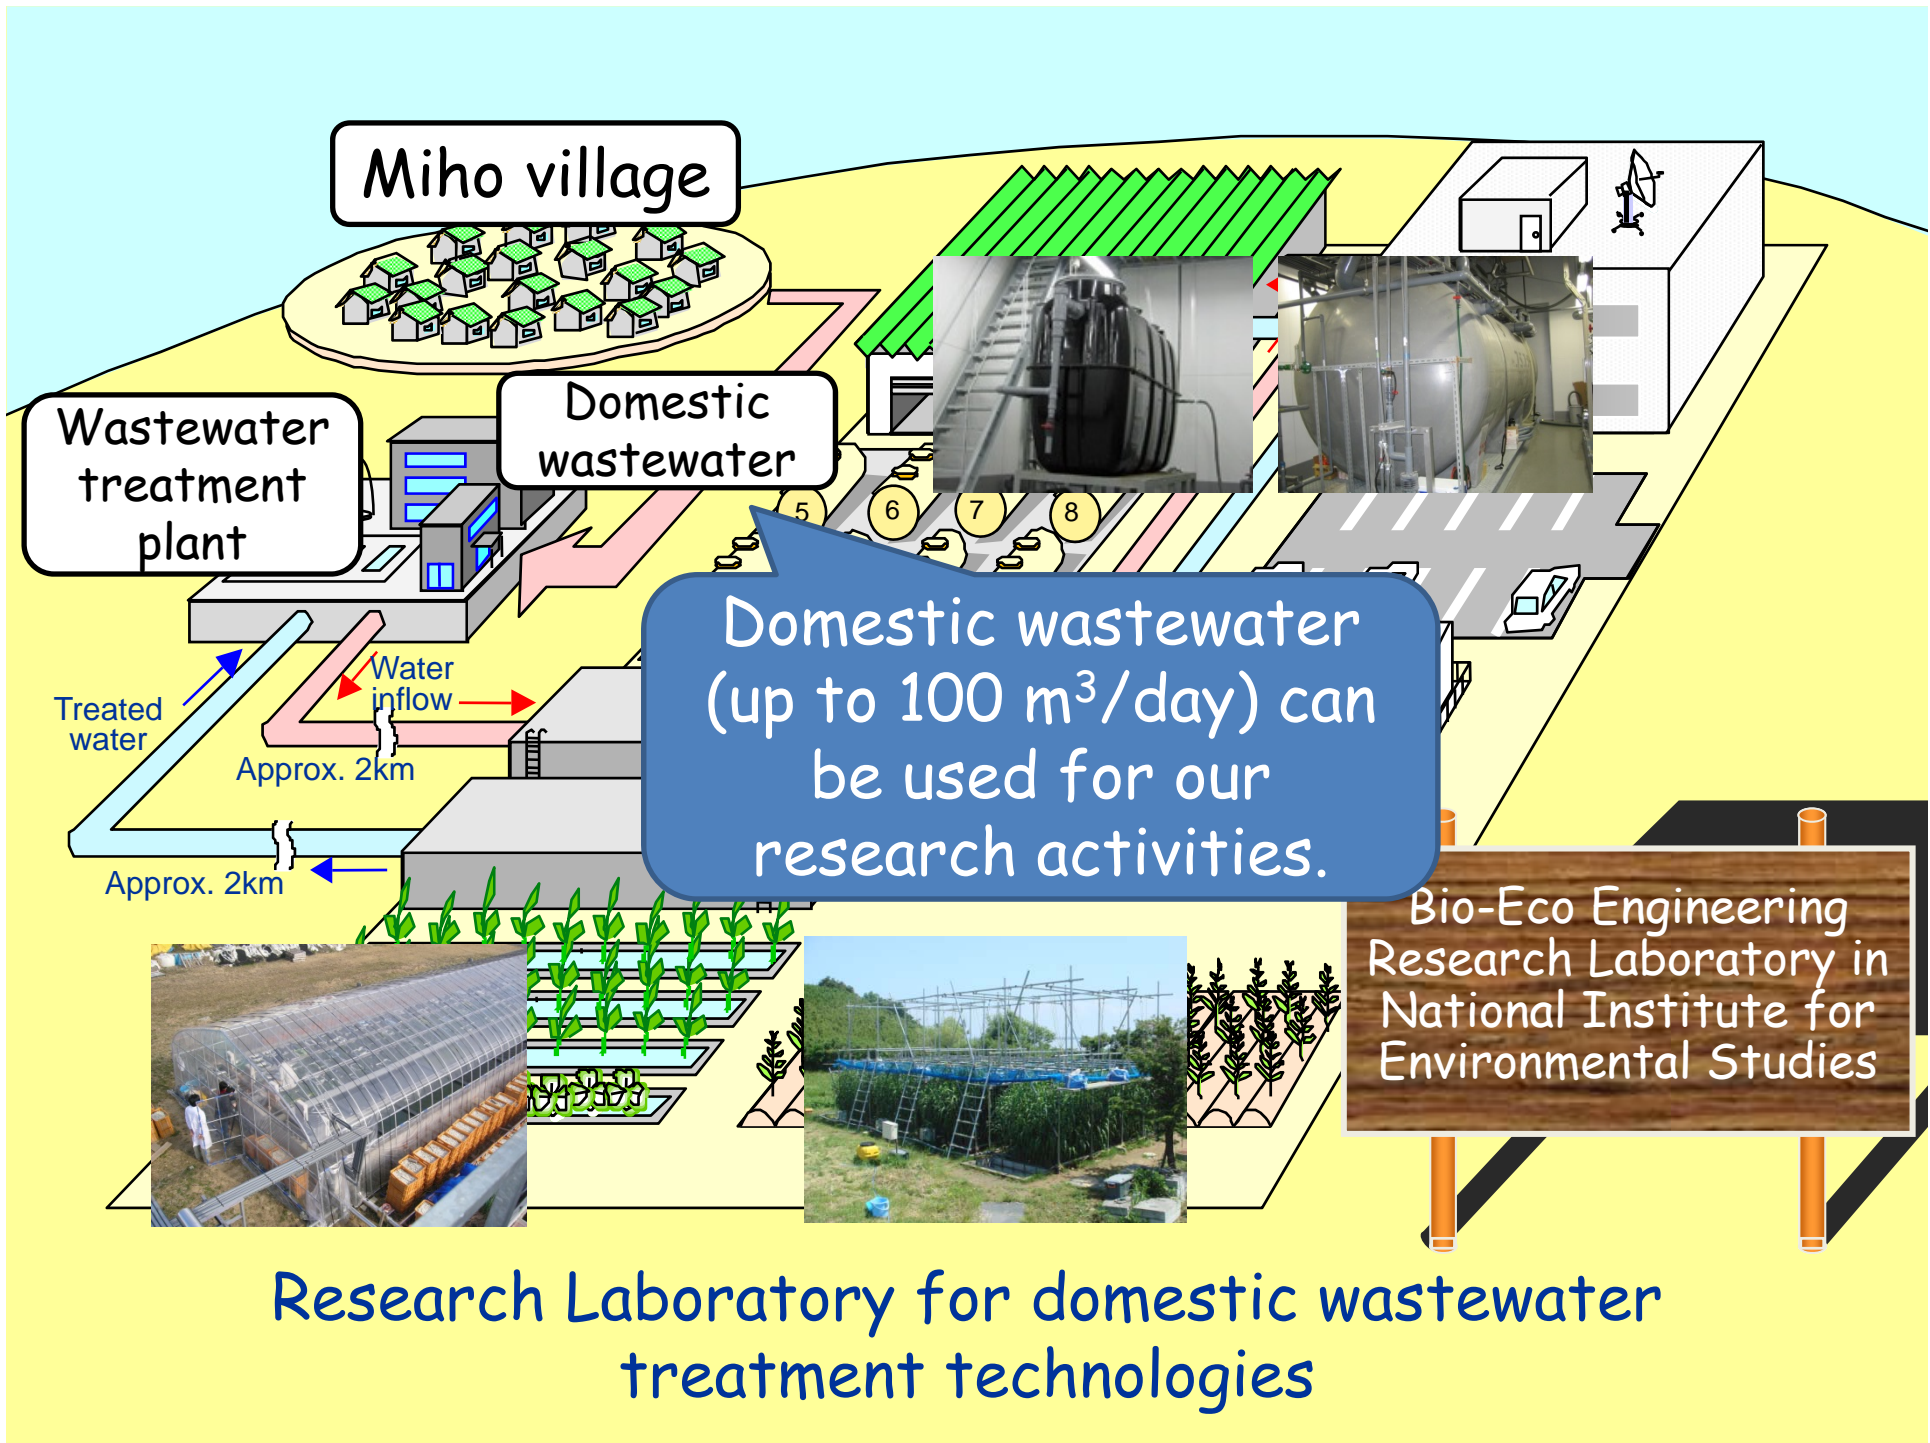 Miho village
Domestic
wastewater
Wastewater
treatment
plant
5
6
7
8
Domestic wastewater
(up to 100 m³/day) can
be used for our
research activities.
Water
inflow
Treated
water
Approx. 2km
Approx. 2km
Bio-Eco Engineering
Research Laboratory in
National Institute for
Environmental Studies
Research Laboratory for domestic wastewater
treatment technologies